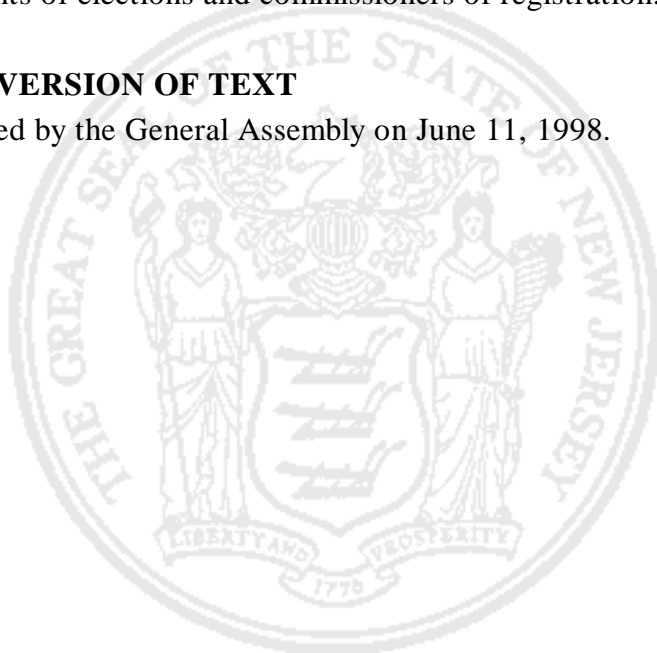 nts of elections and commissioners of registration.
VERSION OF TEXT
ed by the General Assembly on June 11, 1998.
THE GREAT SEAL OF THE STATE OF NEW JERSEY
LIBERTY AND PROSPERITY
1776